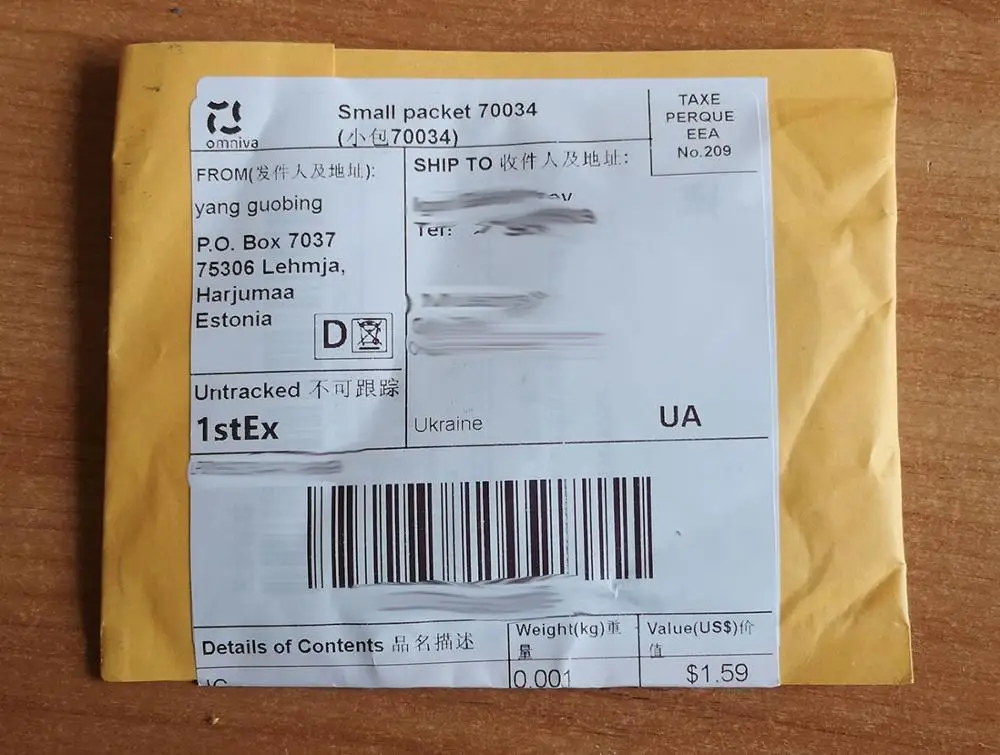 omniva
Small packet 70034
(小包70034)
TAXE
PERQUE
EEA
No.209
FROM(发件人及地址):
yang guobing
P.O. Box 7037
75306 Lehmja,
Harjumaa
Estonia
D
Untracked 不可跟踪
1stEx
SHIP TO 收件人及地址:
Tel:
Ukraine
UA
Details of Contents 品名描述
Weight(kg)重
量
Value(US$)价
值
0.001
$1.59